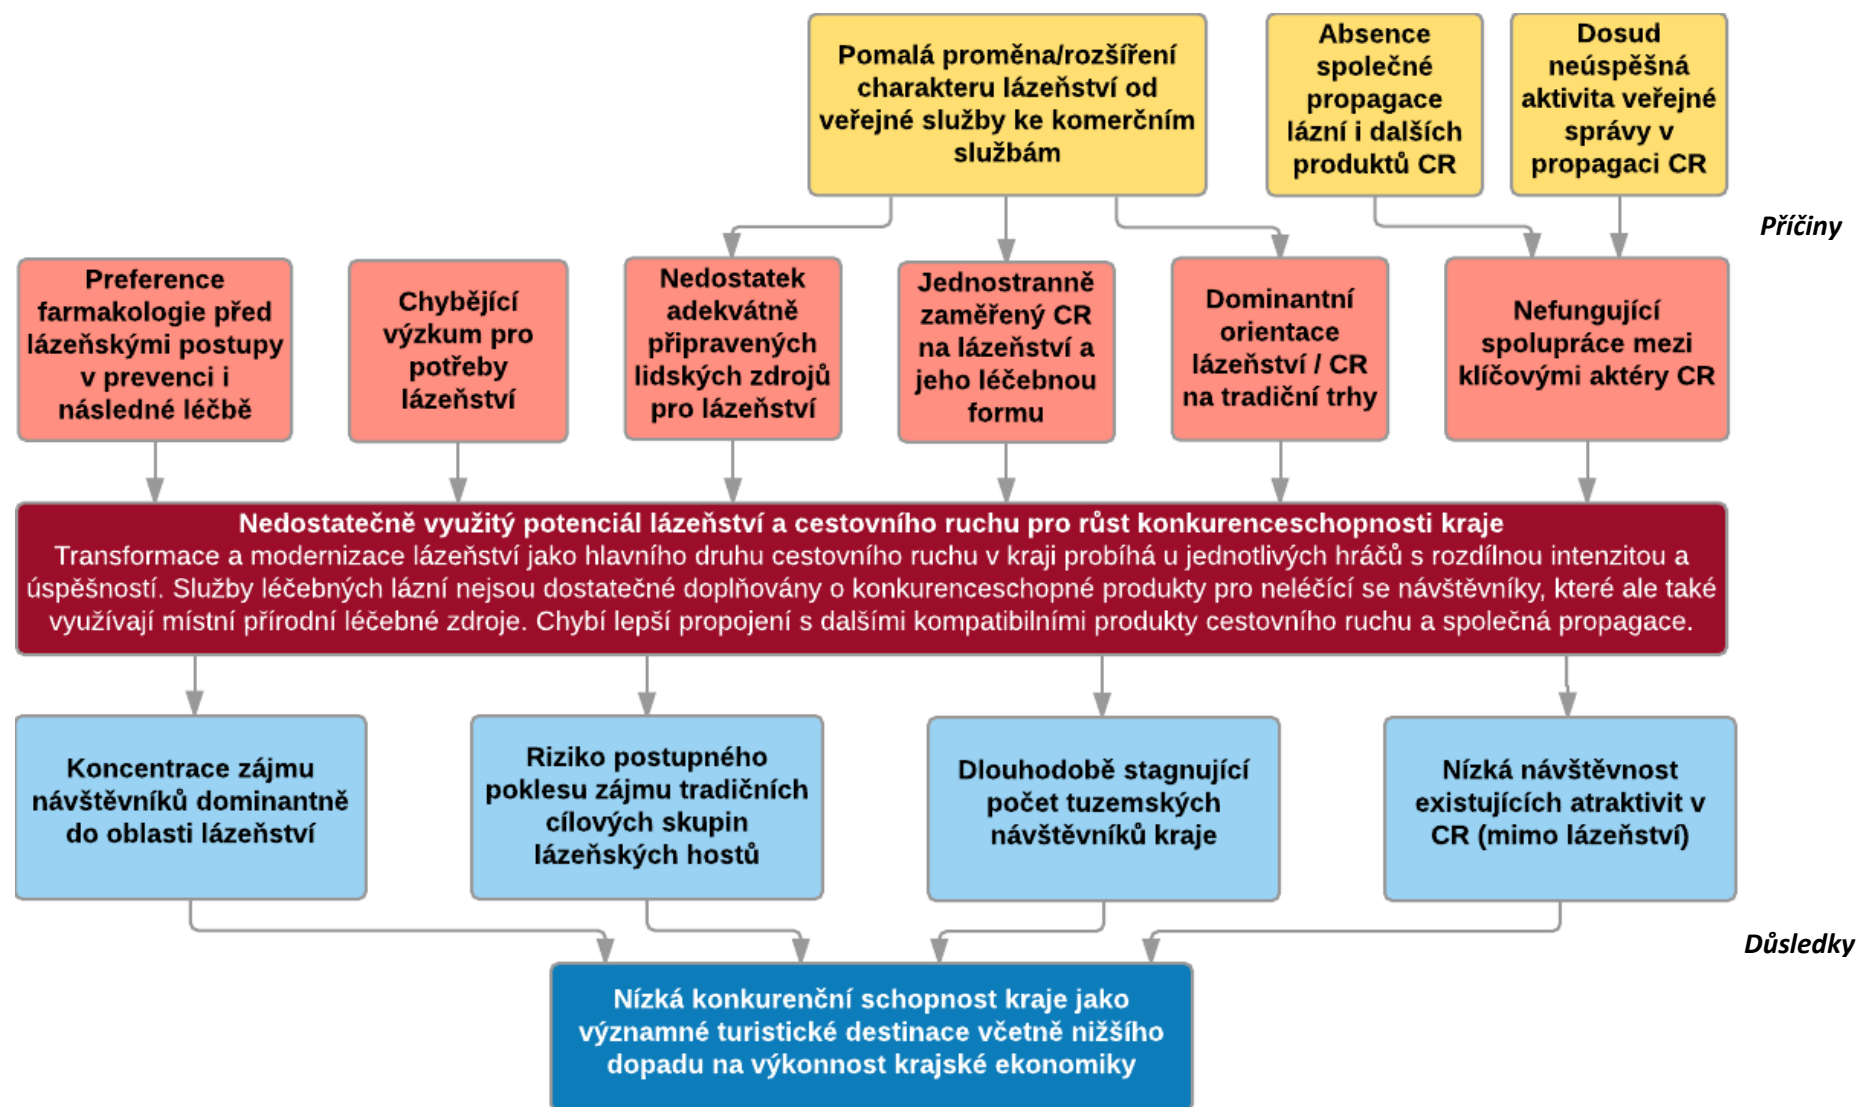 Pomalá proměna/rozšíření
charakteru lázeňství od
veřejné služby ke komerčním
službám
Absence
společné
propagace
lázní i dalších
produktů CR
Dosud
neúspěšná
aktivita veřejné
správy v
propagaci CR
Příčiny
Preference
farmakologie před
lázeňskými postupy
v prevenci i
následné léčbě
Chybějící
výzkum pro
potřeby
lázeňství
Nedostatek
adekvátně
připravených
lidských zdrojů
pro lázeňství
Jednostranně
zaměřený CR
na lázeňství a
jeho léčebnou
formu
Dominantní
orientace
lázeňství / CR
na tradiční trhy
Nefungující
spolupráce mezi
klíčovými aktéry CR
Nedostatečně využitý potenciál lázeňství a cestovního ruchu pro růst konkurenceschopnosti kraje
Transformace a modernizace lázeňství jako hlavního druhu cestovního ruchu v kraji probíhá u jednotlivých hráčů s rozdílnou intenzitou a
úspěšností. Služby léčebných lázní nejsou dostatečné doplňovány o konkurenceschopné produkty pro neléčící se návštěvníky, které ale také
využívají místní přírodní léčebné zdroje. Chybí lepší propojení s dalšími kompatibilními produkty cestovního ruchu a společná propagace.
Koncentrace zájmu
návštěvníků dominantně
do oblasti lázeňství
Riziko postupného
poklesu zájmu tradičních
cílových skupin
lázeňských hostů
Dlouhodobě stagnující
počet tuzemských
návštěvníků kraje
Nízká návštěvnost
existujících atraktivit v
CR (mimo lázeňství)
Důsledky
Nízká konkurenční schopnost kraje jako
významné turistické destinace včetně nižšího
dopadu na výkonnost krajské ekonomiky